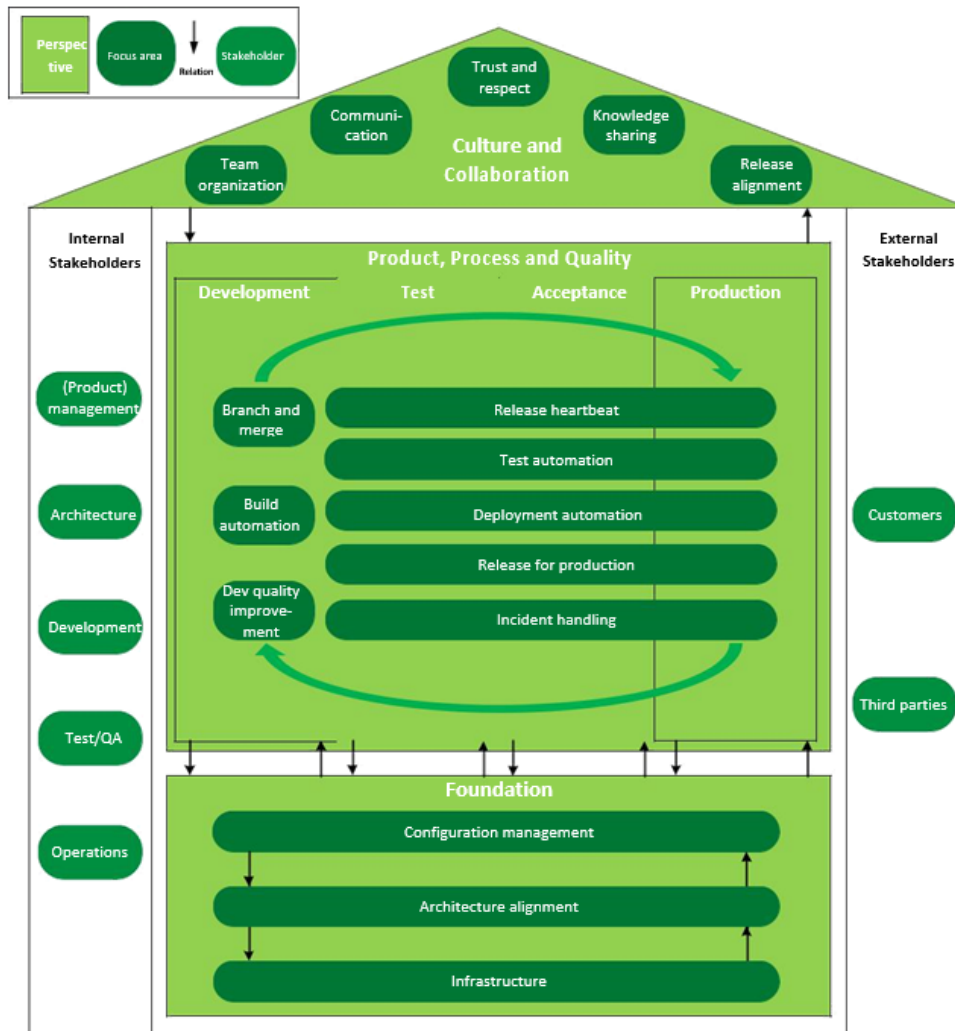 Perspec
tive
Focus area
Relation
Stakeholder
Trust and
respect
Communi-
cation
Knowledge
sharing
Culture and
Collaboration
Team
organization
Release
alignment
Internal
Stakeholders
External
Stakeholders
Product, Process and Quality
Development
Test
Acceptance
Production
(Product)
management
Branch and
merge
Release heartbeat
Test automation
Architecture
Build
automation
Deployment automation
Customers
Release for production
Development
Dev quality
improve-
ment
Incident handling
Third parties
Test/QA
Foundation
Operations
Configuration management
Architecture alignment
Infrastructure